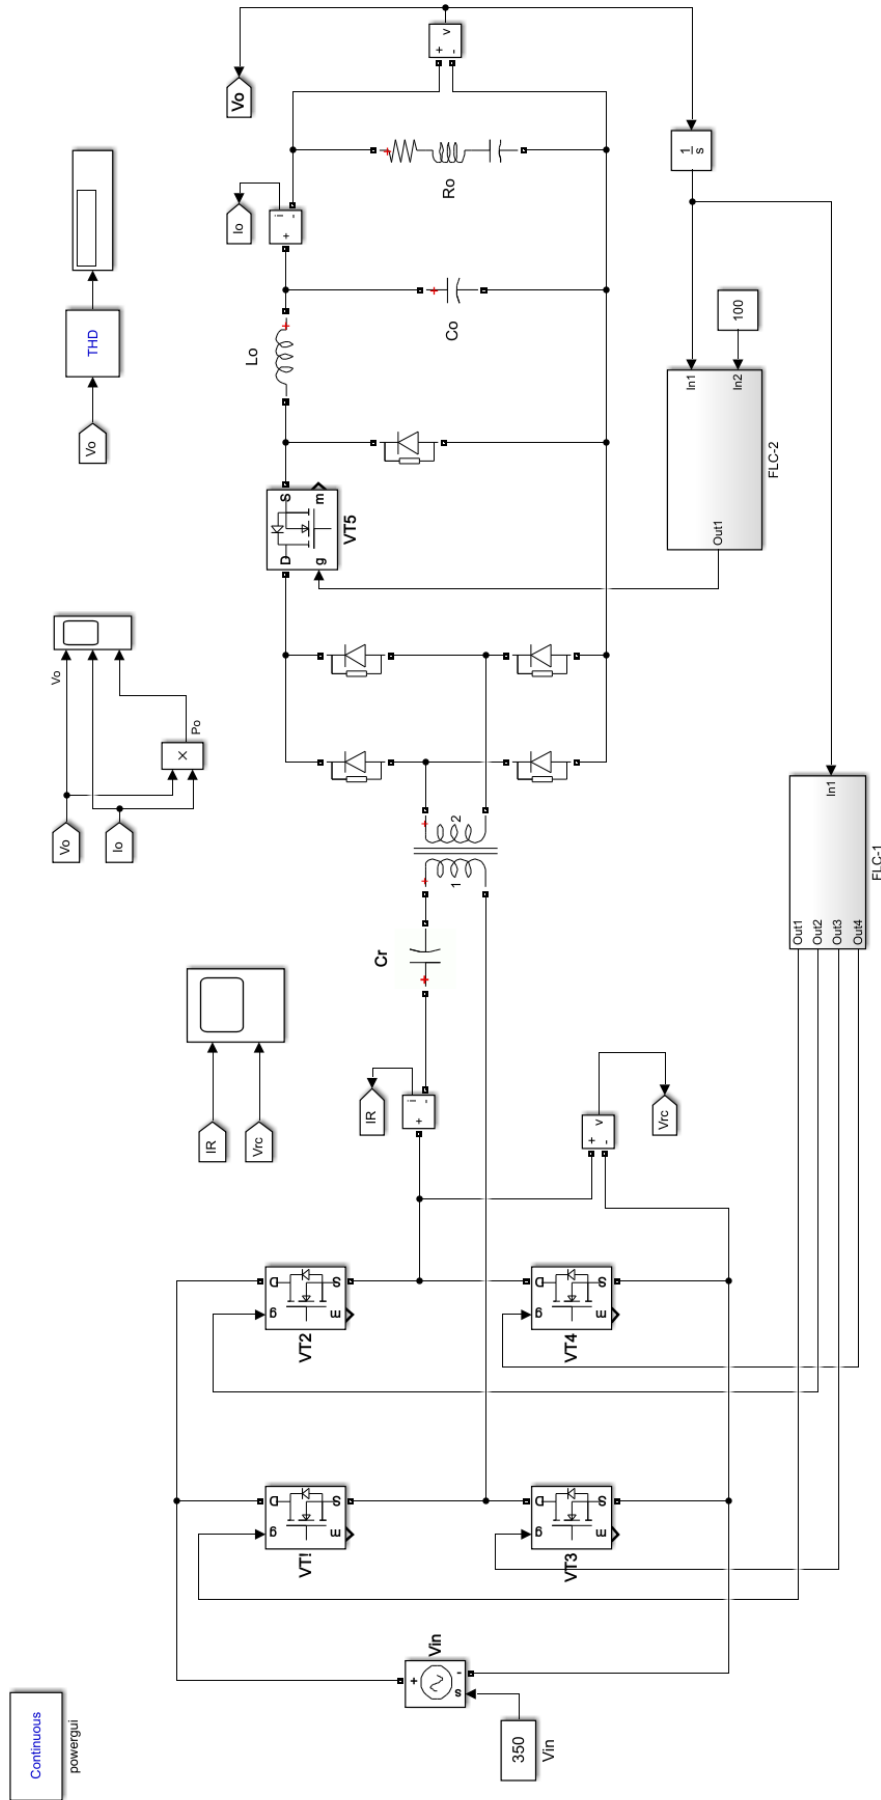 Continuous
powergui
350
Vin
Vin
+
-
s
VT!
g
D
S
m
VT3
g
D
S
m
VT2
g
D
S
m
VT4
g
D
S
m
IR
Vrc
IR
+
i
-
+
v
-
Vrc
Cr
1
2
Vo
Io
Vo
Po
×
VT5
D
S
g
m
Lo
Co
Ro
Io
+
i
-
Vo
+
v
-
Vo
THD
1
s
100
In1
In2
Out1
FLC-2
In1
Out1
Out2
Out3
Out4
FLC-1